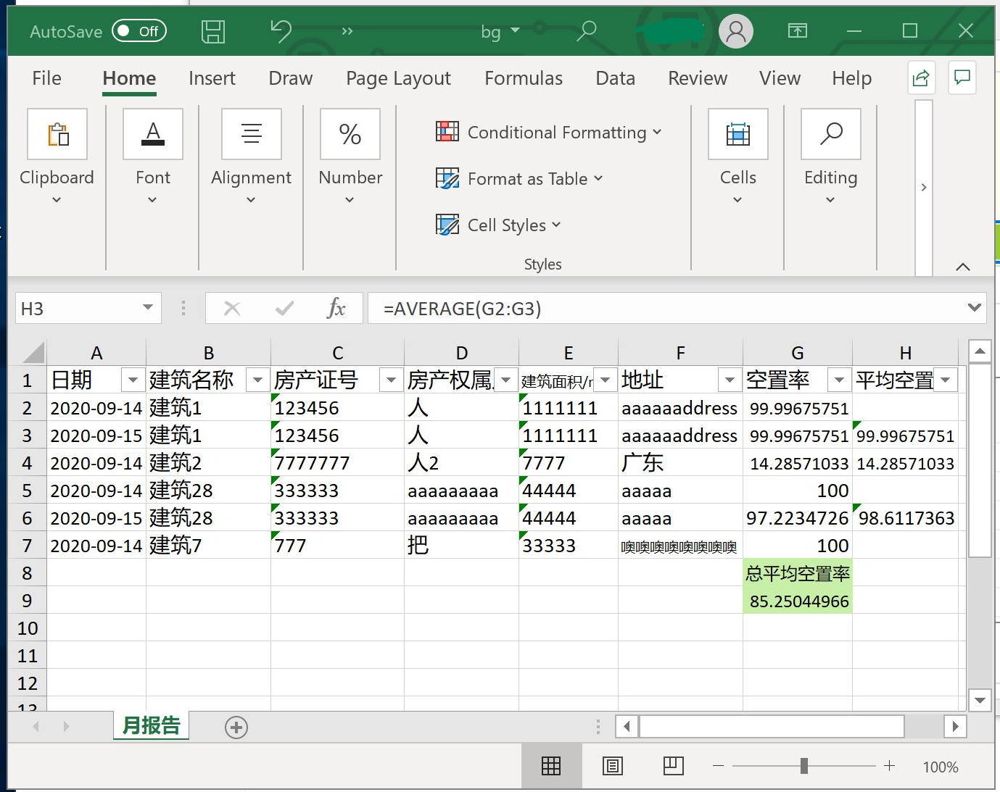 AutoSave Off bg
File Home Insert Draw Page Layout Formulas Data Review View Help
Clipboard Font Alignment Number Conditional Formatting Format as Table Cell Styles Styles Cells Editing
H3 fx =AVERAGE(G2:G3)
A B C D E F G H
1 日期 建筑名称 房产证号 房产权属 建筑面积/ 地址 空置率 平均空置
2 2020-09-14 建筑1 123456 人 1111111 aaaaaaddress 99.99675751
3 2020-09-15 建筑1 123456 人 1111111 aaaaaaddress 99.99675751 99.99675751
4 2020-09-14 建筑2 7777777 人2 7777 广东 14.28571033 14.28571033
5 2020-09-14 建筑28 333333 aaaaaaaaa 44444 aaaaa 100
6 2020-09-15 建筑28 333333 aaaaaaaaa 44444 aaaaa 97.2234726 98.6117363
7 2020-09-14 建筑7 777 把 33333 噢噢噢噢噢噢噢噢 100
8 总平均空置率
9 85.25044966
10
11
12
13
月报告
100%